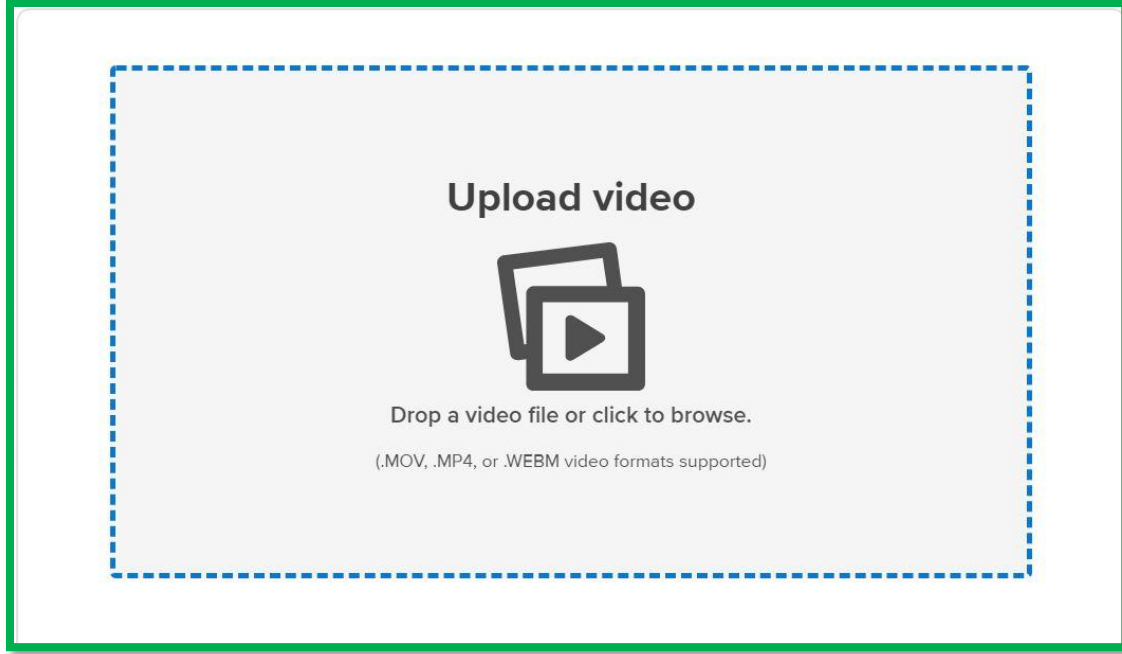 Upload video
Drop a video file or click to browse.
(.MOV, .MP4, or .WEBM video formats supported)